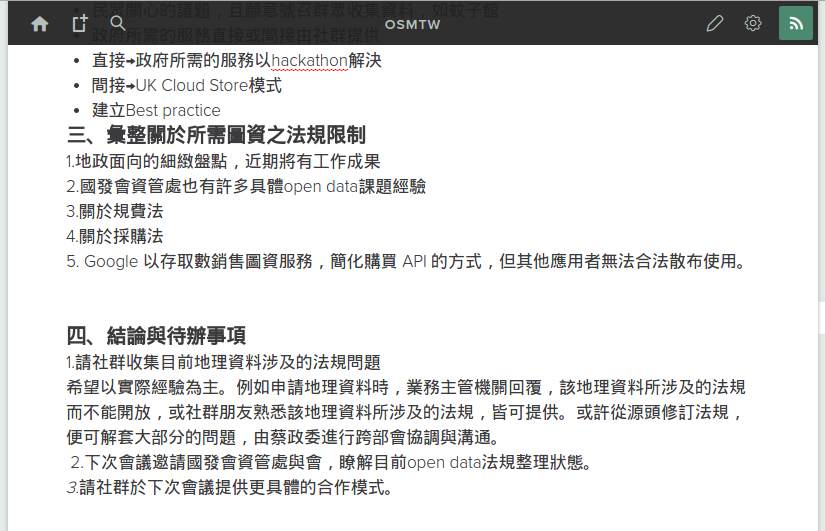 民眾關心的議題，且願意號召群眾收集資料，如蚊子館
OSMTW
政府所需的服務直接或間接由社群提供
直接→政府所需的服務以hackathon解決
間接→UK Cloud Store模式
建立Best practice
三、彙整關於所需圖資之法規限制
1.地政面向的細緻盤點，近期將有工作成果
2.國發會資管處也有許多具體open data課題經驗
3.關於規費法
4.關於採購法
5. Google 以存取數銷售圖資服務，簡化購買 API 的方式，但其他應用者無法合法散布使用。
四、結論與待辦事項
1.請社群收集目前地理資料涉及的法規問題
希望以實際經驗為主。例如申請地理資料時，業務主管機關回覆，該地理資料所涉及的法規
而不能開放，或社群朋友熟悉該地理資料所涉及的法規，皆可提供。或許從源頭修訂法規，
便可解套大部分的問題，由蔡政委進行跨部會協調與溝通。
2.下次會議邀請國發會資管處與會，瞭解目前open data法規整理狀態。
3.請社群於下次會議提供更具體的合作模式。